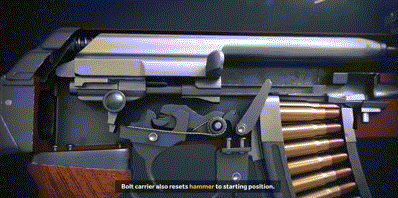 Bolt carrier also resets hammer to starting position.